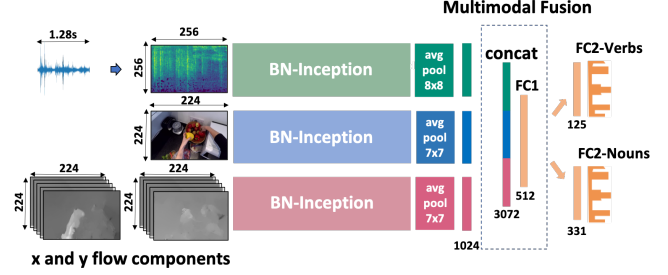 Multimodal Fusion
1.28s
256
256
BN-Inception
avg
pool
8x8
concat
FC1
FC2-Verbs
125
224
224
BN-Inception
avg
pool
7x7
224
224
224
224
BN-Inception
avg
pool
7x7
1024
3072
512
FC2-Nouns
331
x and y flow components